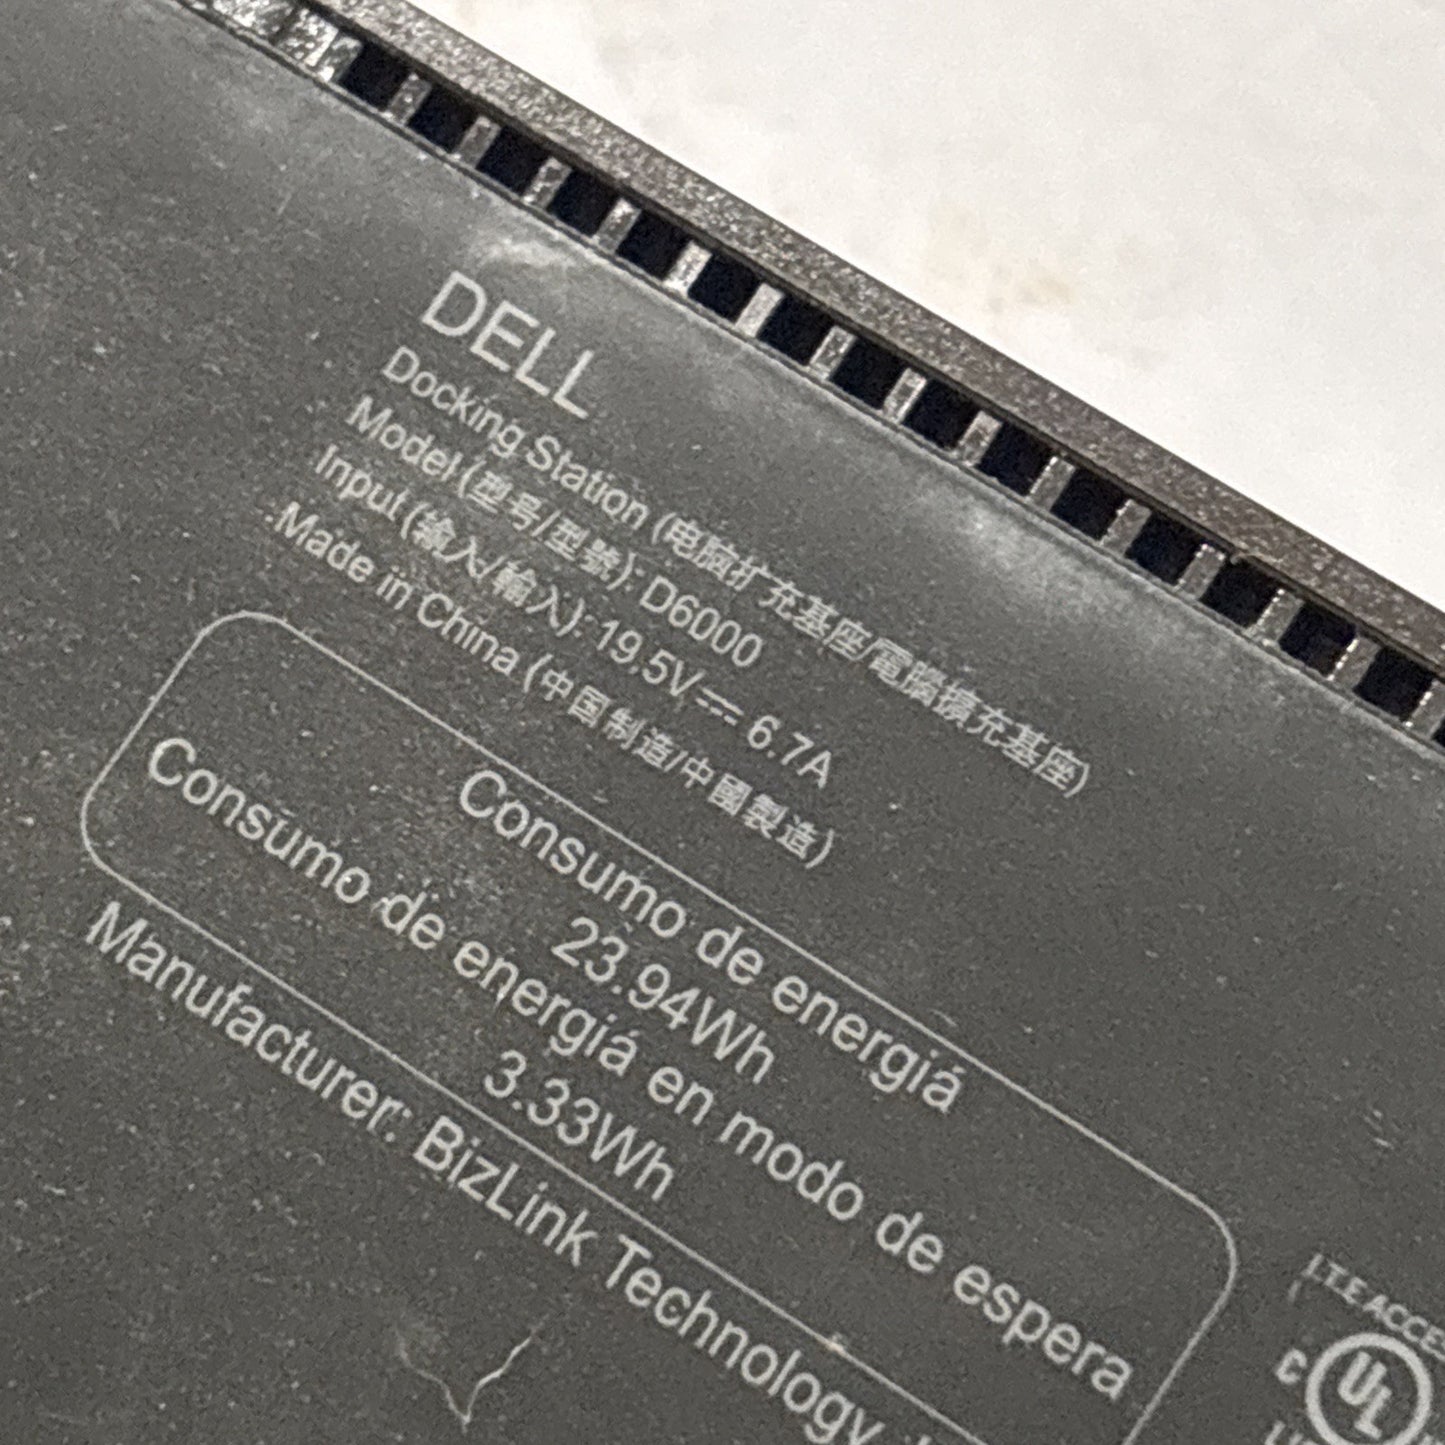 DELL
Docking Station (电脑扩充基座/電腦擴充基座)
Model (型号/型號): D6000
Input (输入/輸入): 19.5V ⎓ 6.7A
Made in China (中国制造/中國製造)
Consumo de energiá
23.94Wh
Consumo de energiá en modo de espera
3.33Wh
Manufacturer: BizLink Technology
I.T.E ACCE
C UL